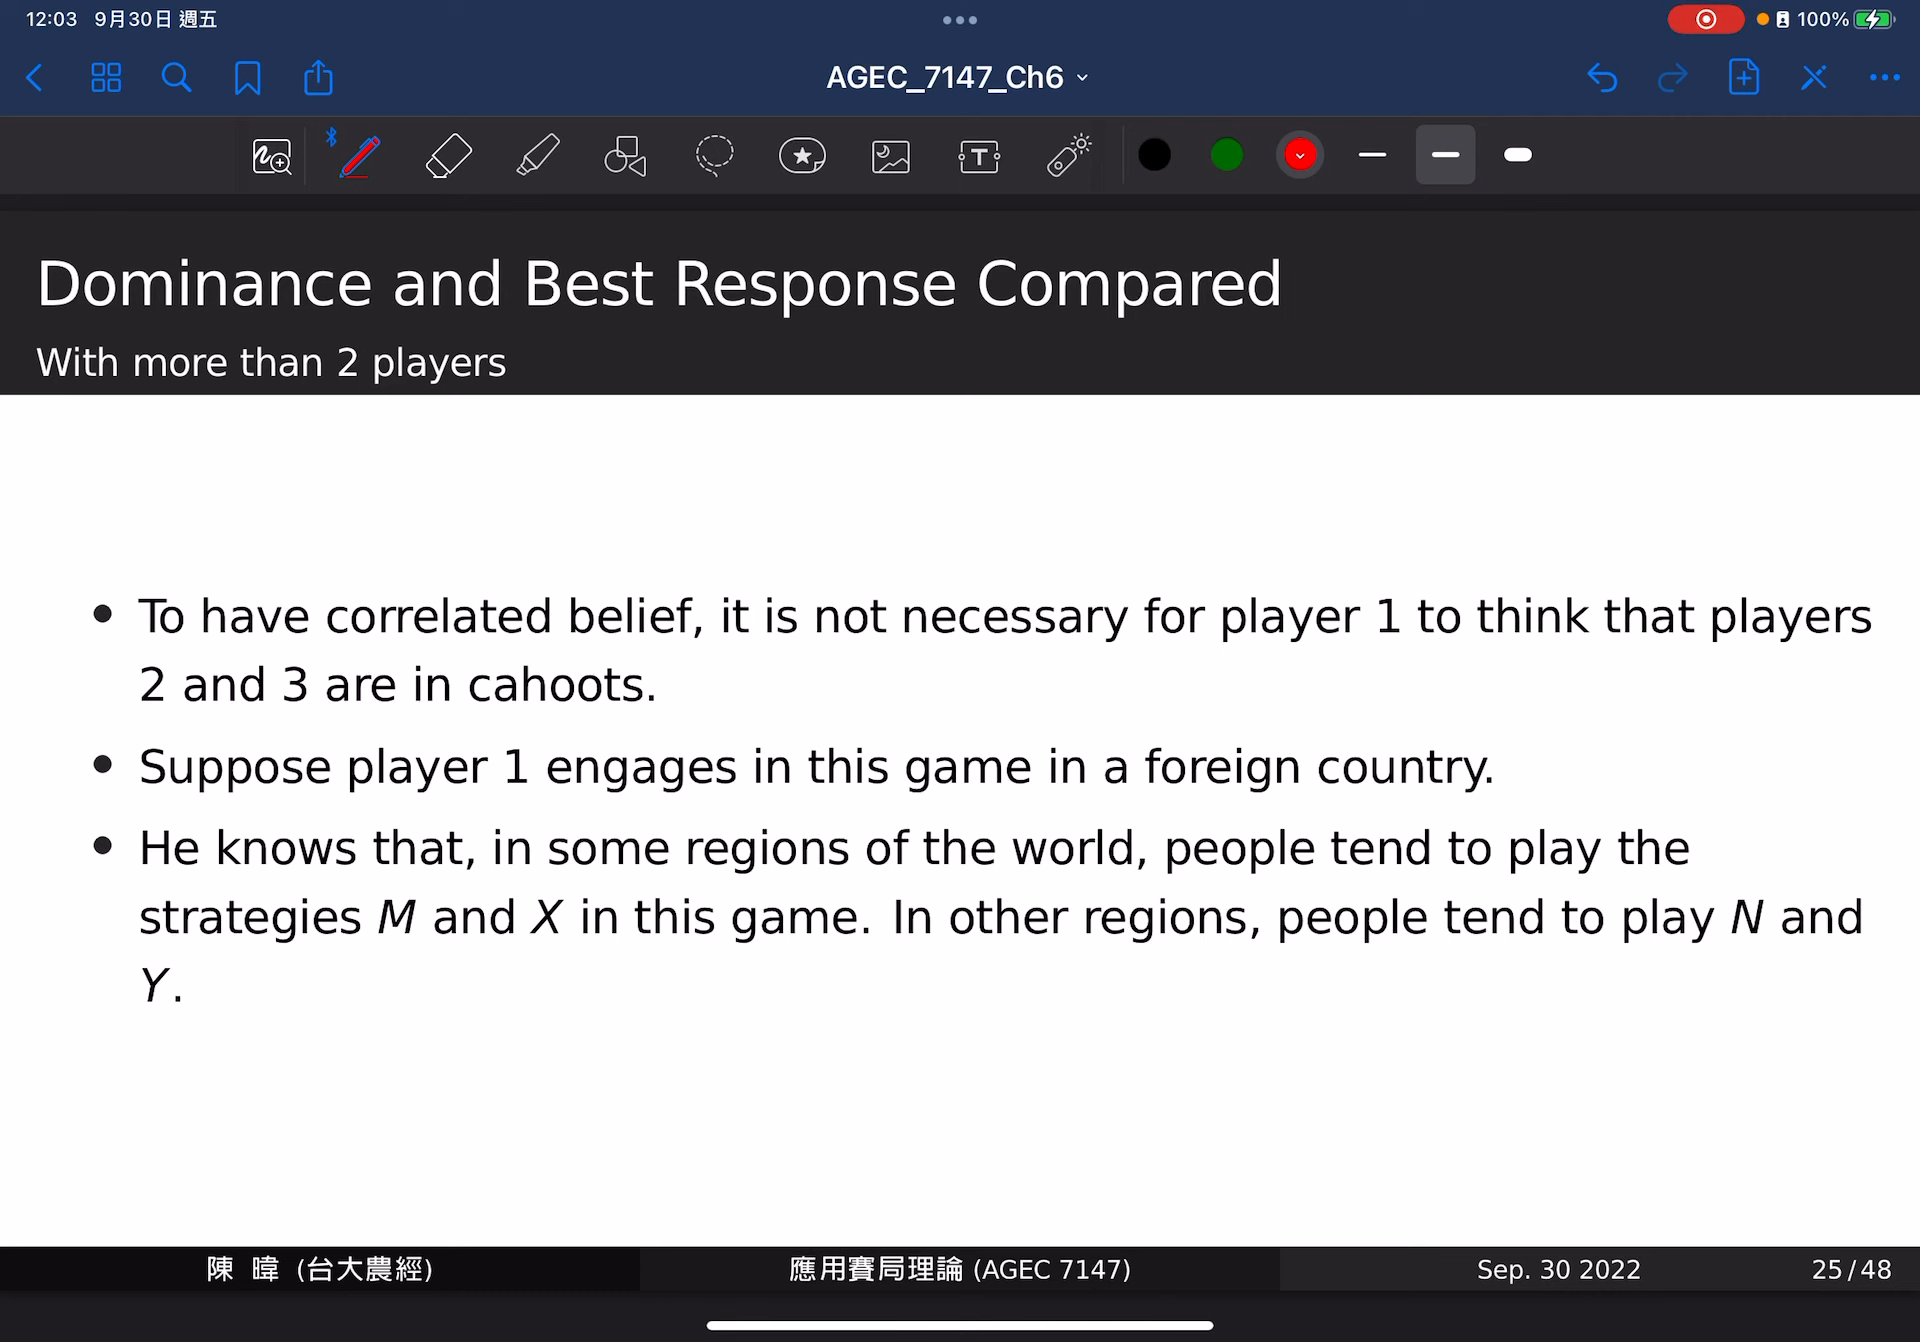 12:03 9月30日 週五
100%
AGEC_7147_Ch6
T
Dominance and Best Response Compared
With more than 2 players
• To have correlated belief, it is not necessary for player 1 to think that players
2 and 3 are in cahoots.
• Suppose player 1 engages in this game in a foreign country.
• He knows that, in some regions of the world, people tend to play the
strategies M and X in this game. In other regions, people tend to play N and
Y.
陳 暐 (台大農經)
應用賽局理論 (AGEC 7147)
Sep. 30 2022
25/48